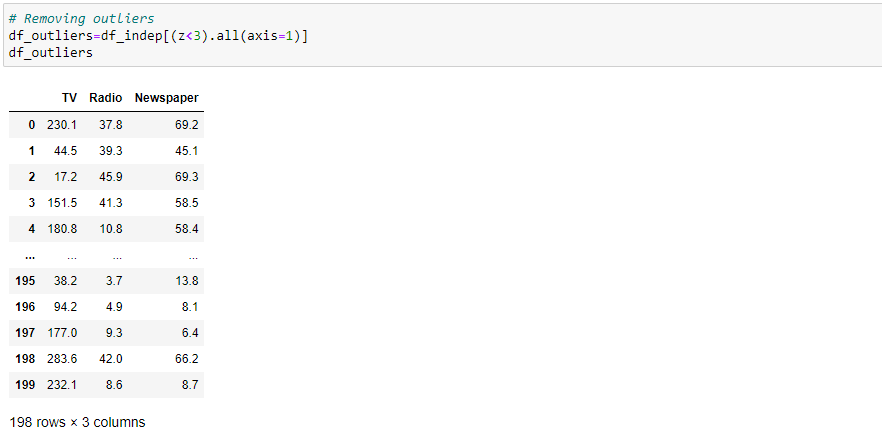 # Removing outliers
df_outliers=df_indep[(z<3).all(axis=1)]
df_outliers
TV Radio Newspaper
0 230.1 37.8 69.2
1 44.5 39.3 45.1
2 17.2 45.9 69.3
3 151.5 41.3 58.5
4 180.8 10.8 58.4
... ... ... ...
195 38.2 3.7 13.8
196 94.2 4.9 8.1
197 177.0 9.3 6.4
198 283.6 42.0 66.2
199 232.1 8.6 8.7
198 rows × 3 columns